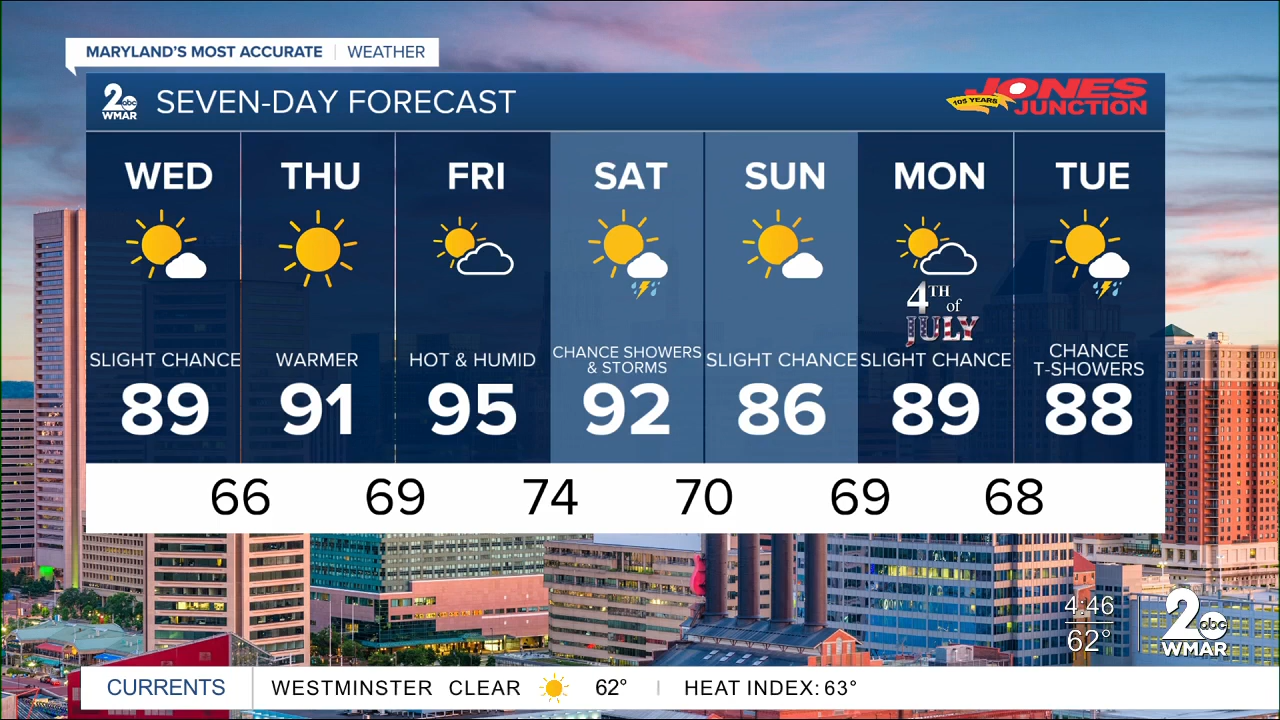 MARYLAND'S MOST ACCURATE | WEATHER
2 abc
WMAR
SEVEN-DAY FORECAST
105 YEARS
JONES
JUNCTION
WED THU FRI SAT SUN MON TUE
4TH
of
JULY
SLIGHT CHANCE
WARMER
HOT & HUMID
CHANCE SHOWERS
& STORMS
SLIGHT CHANCE
SLIGHT CHANCE
CHANCE
T-SHOWERS
89 91 95 92 86 89 88
66 69 74 70 69 68
4:46
62°
2 abc
WMAR
CURRENTS WESTMINSTER CLEAR 62° | HEAT INDEX: 63°